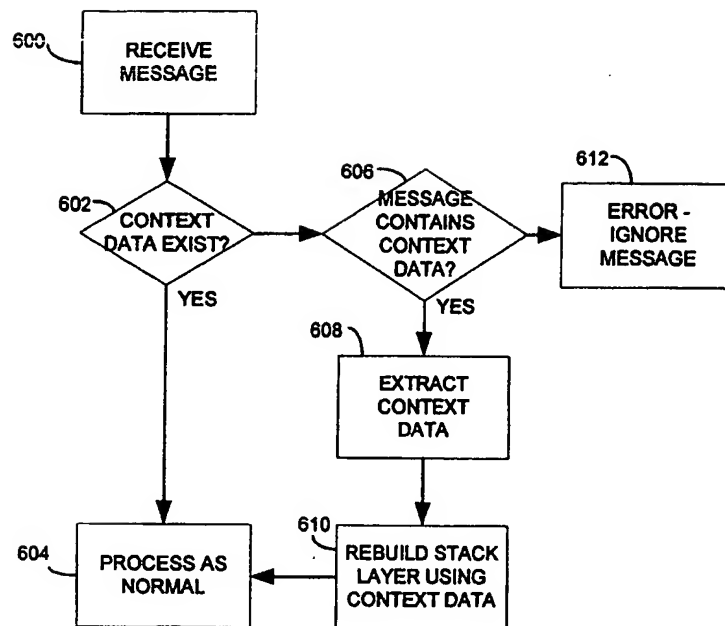 600
RECEIVE
MESSAGE
602
CONTEXT
DATA EXIST?
YES
606
MESSAGE
CONTAINS
CONTEXT
DATA?
YES
612
ERROR -
IGNORE
MESSAGE
608
EXTRACT
CONTEXT
DATA
604
PROCESS AS
NORMAL
610
REBUILD STACK
LAYER USING
CONTEXT DATA